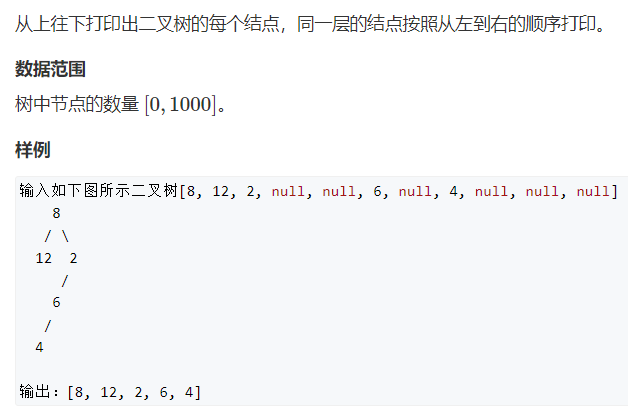 从上往下打印出二叉树的每个结点，同一层的结点按照从左到右的顺序打印。
数据范围
树中节点的数量 [0, 1000]。
样例
输入如下图所示二叉树[8, 12, 2, null, null, 6, null, 4, null, null, null]
    8
   / \
  12  2
     /
    6
   /
  4
输出：[8, 12, 2, 6, 4]